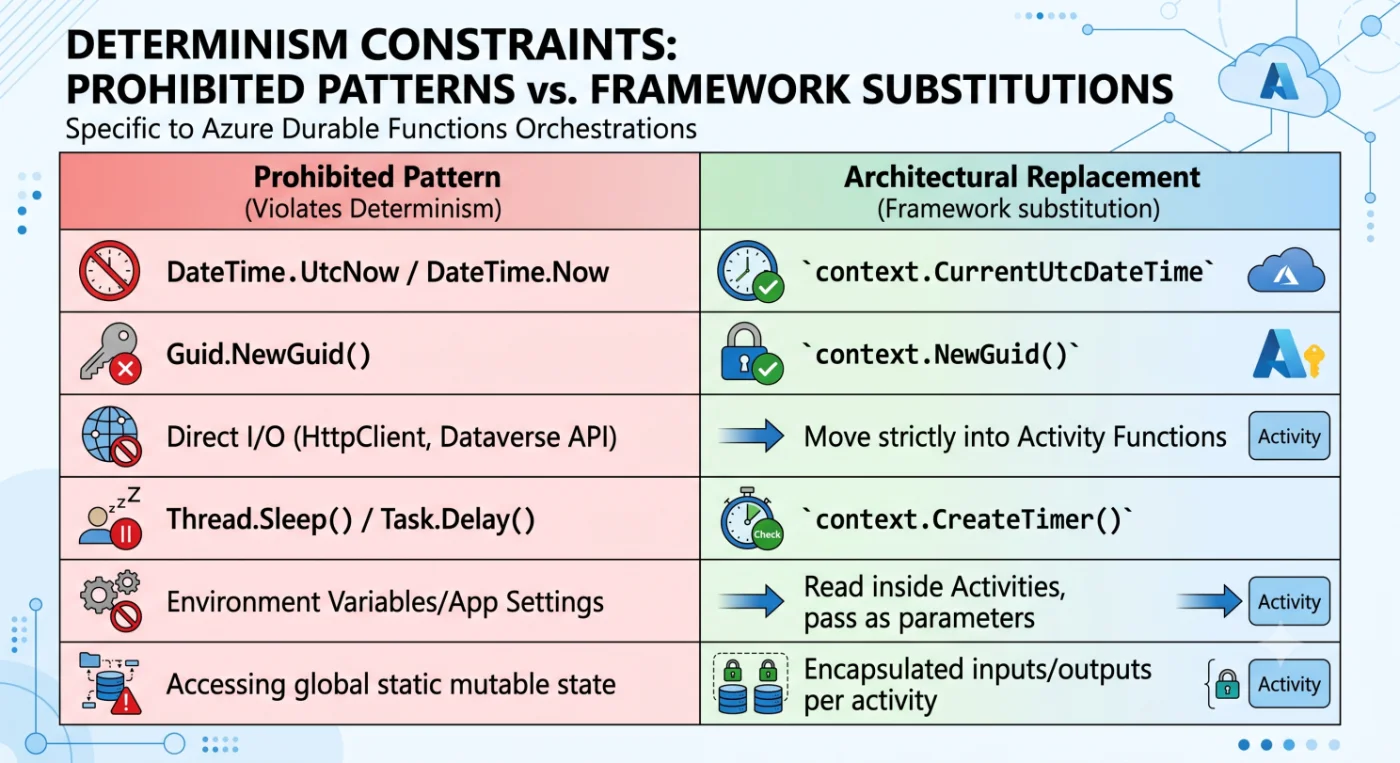 DETERMINISM CONSTRAINTS:
PROHIBITED PATTERNS vs. FRAMEWORK SUBSTITUTIONS
Specific to Azure Durable Functions Orchestrations
Prohibited Pattern
(Violates Determinism)
Architectural Replacement
(Framework substitution)
DateTime.UtcNow / DateTime.Now
`context.CurrentUtcDateTime`
Guid.NewGuid()
`context.NewGuid()`
Direct I/O (HttpClient, Dataverse API)
Move strictly into Activity Functions
Activity
zzZ
Thread.Sleep() / Task.Delay()
Check
`context.CreateTimer()`
Environment Variables/App Settings
Read inside Activities,
pass as parameters
Activity
Accessing global static mutable state
Encapsulated inputs/outputs
per activity
Activity